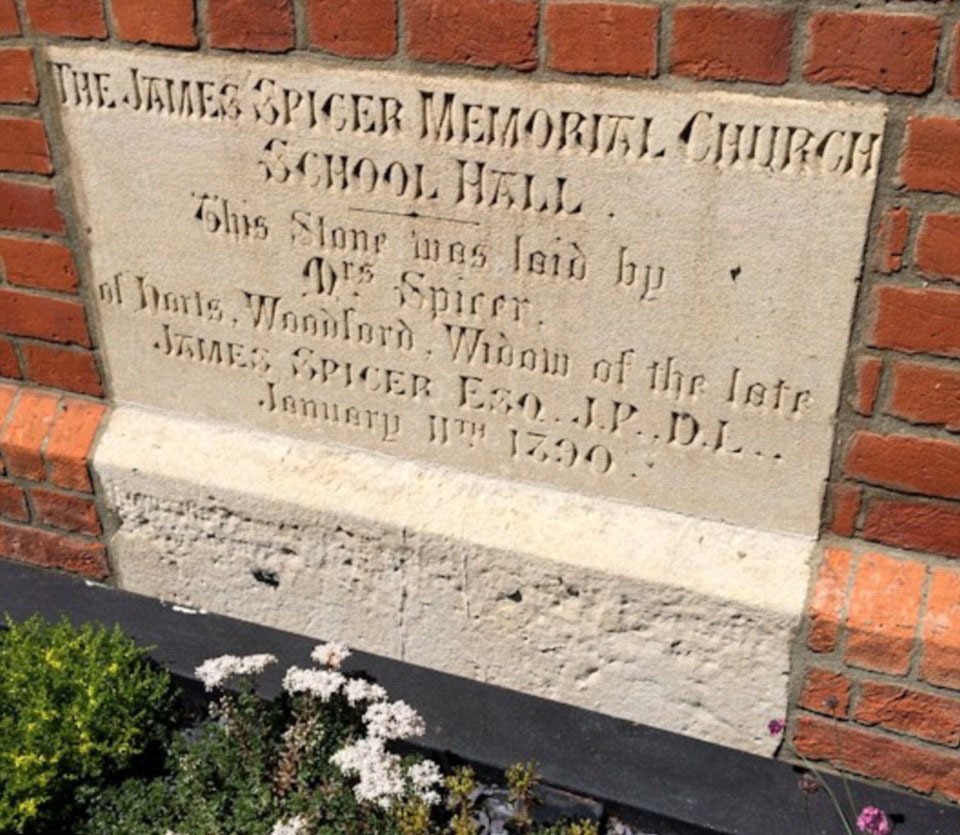 THE JAMES SPICER MEMORIAL CHURCH
SCHOOL HALL.
This Stone was laid by
Mrs Spicer,
of Harts, Woodford, Widow of the late
JAMES SPICER ESQ. J.P., D.L..
January 11TH 1890.